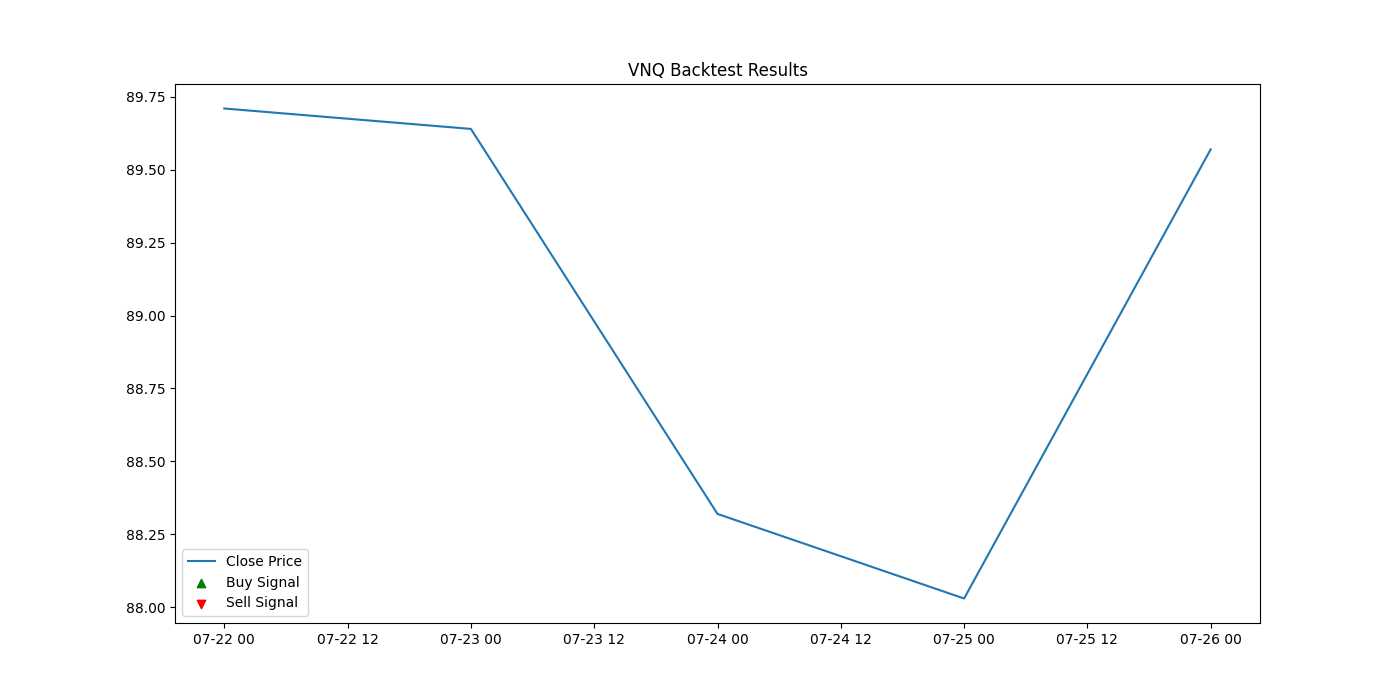 VNQ Backtest Results
89.75
89.50
89.25
89.00
88.75
88.50
88.25
88.00
Close Price
Buy Signal
Sell Signal
07-22 00 07-22 12 07-23 00 07-23 12 07-24 00 07-24 12 07-25 00 07-25 12 07-26 00